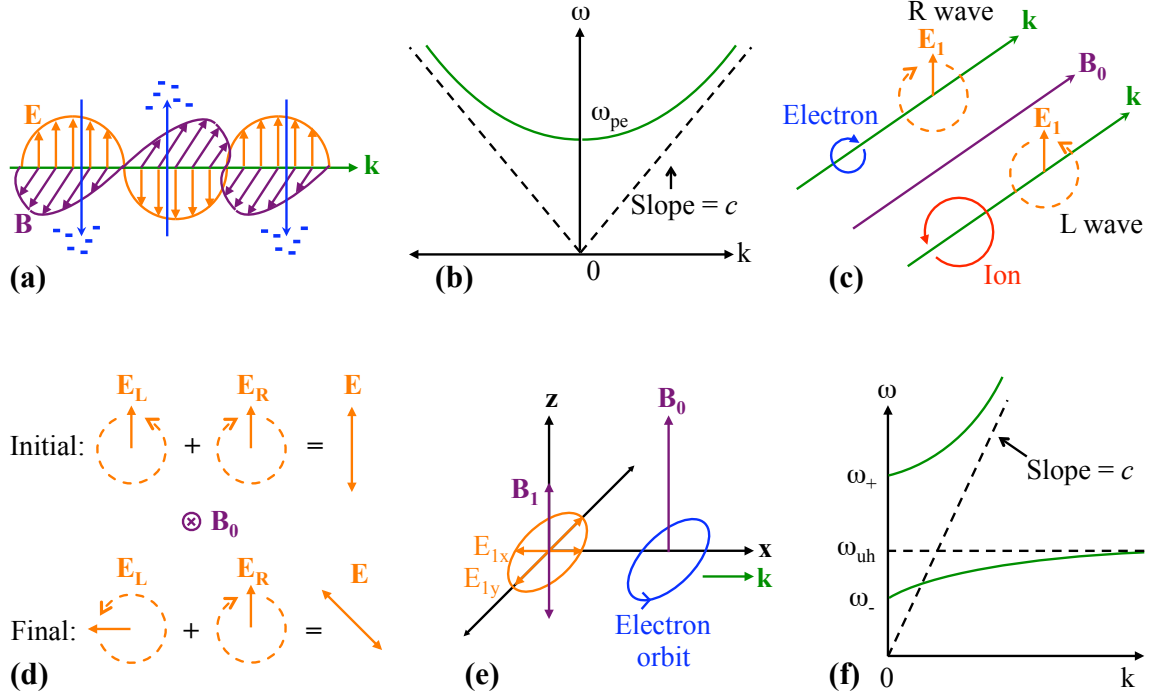 E
B
k
(a)
ω
ω_pe
Slope = c
0
k
(b)
R wave
E_1
k
B_0
Electron
E_1
k
L wave
Ion
(c)
E_L
E_R
E
Initial:
+
=
⊗ B_0
E_L
E_R
E
Final:
+
=
(d)
z
B_0
B_1
E_1x
x
E_1y
k
Electron
orbit
(e)
ω
Slope = c
ω_+
ω_uh
ω_-
0
k
(f)